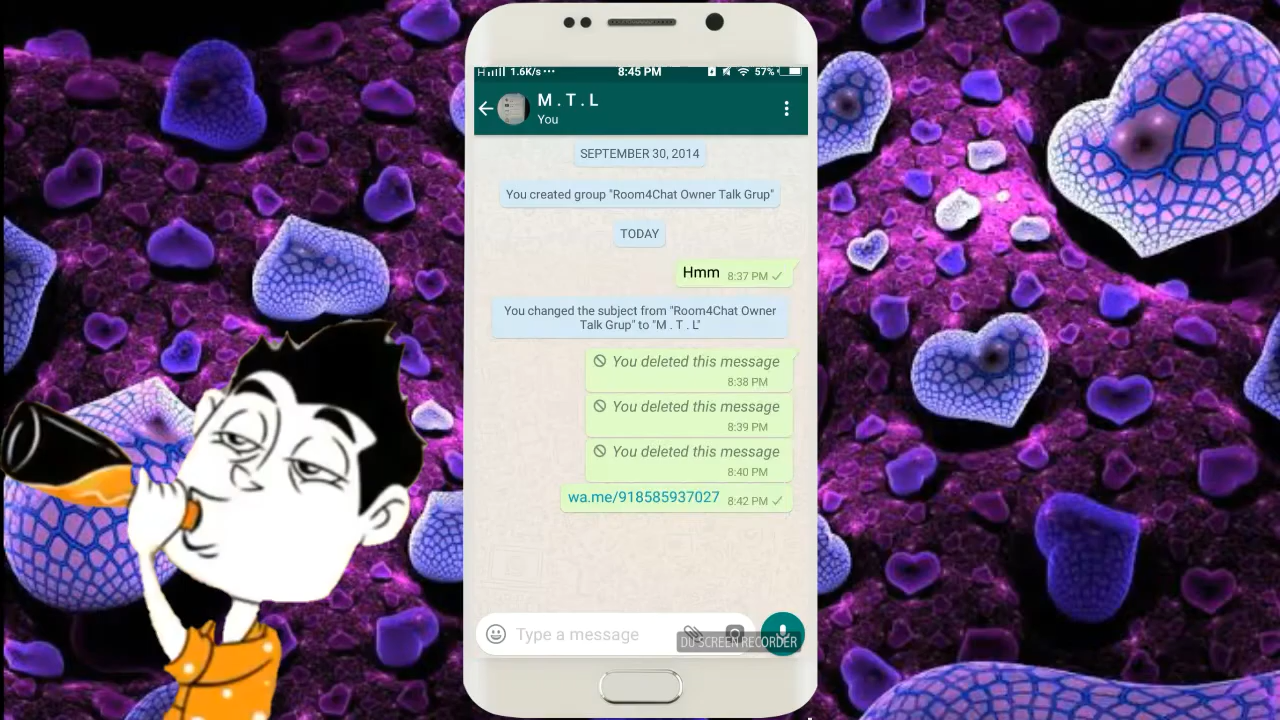 1.6K/s ··· 8:45 PM 57%
M . T . L
You
SEPTEMBER 30, 2014
You created group "Room4Chat Owner Talk Grup"
TODAY
Hmm 8:37 PM
You changed the subject from "Room4Chat Owner
Talk Grup" to "M . T . L"
You deleted this message
8:38 PM
You deleted this message
8:39 PM
You deleted this message
8:40 PM
wa.me/918585937027 8:42 PM
Type a message
DU SCREEN RECORDER